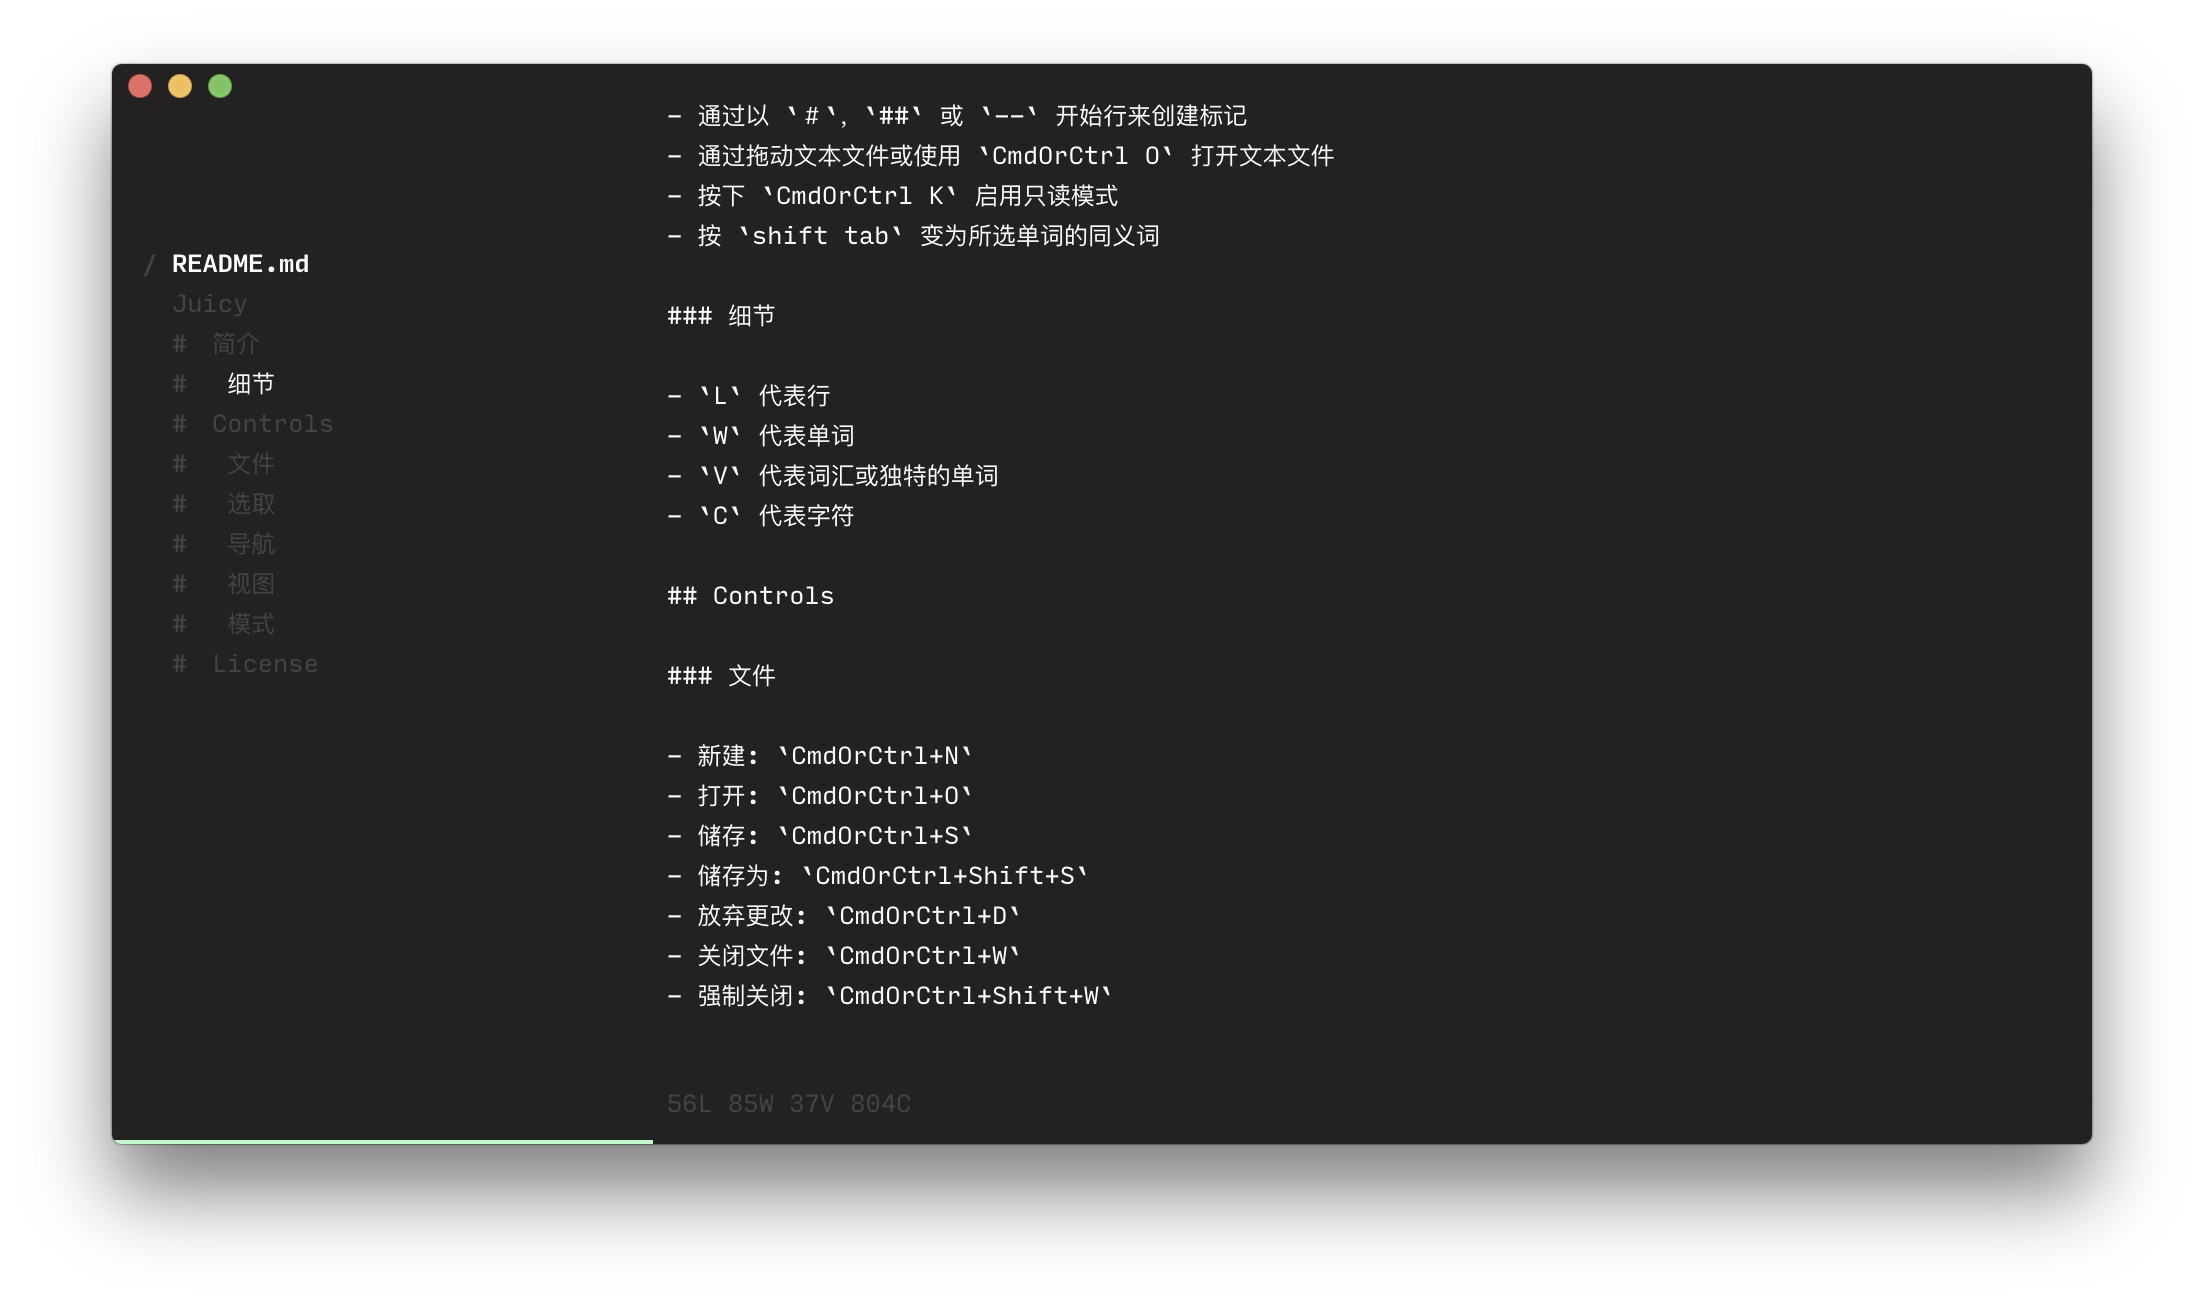 / README.md
Juicy
# 简介
# 细节
# Controls
# 文件
# 选取
# 导航
# 视图
# 模式
# License
- 通过以 `#`, `##` 或 `--` 开始行来创建标记
- 通过拖动文本文件或使用 `CmdOrCtrl O` 打开文本文件
- 按下 `CmdOrCtrl K` 启用只读模式
- 按 `shift tab` 变为所选单词的同义词
### 细节
- `L` 代表行
- `W` 代表单词
- `V` 代表词汇或独特的单词
- `C` 代表字符
## Controls
### 文件
- 新建: `CmdOrCtrl+N`
- 打开: `CmdOrCtrl+O`
- 储存: `CmdOrCtrl+S`
- 储存为: `CmdOrCtrl+Shift+S`
- 放弃更改: `CmdOrCtrl+D`
- 关闭文件: `CmdOrCtrl+W`
- 强制关闭: `CmdOrCtrl+Shift+W`
56L 85W 37V 804C